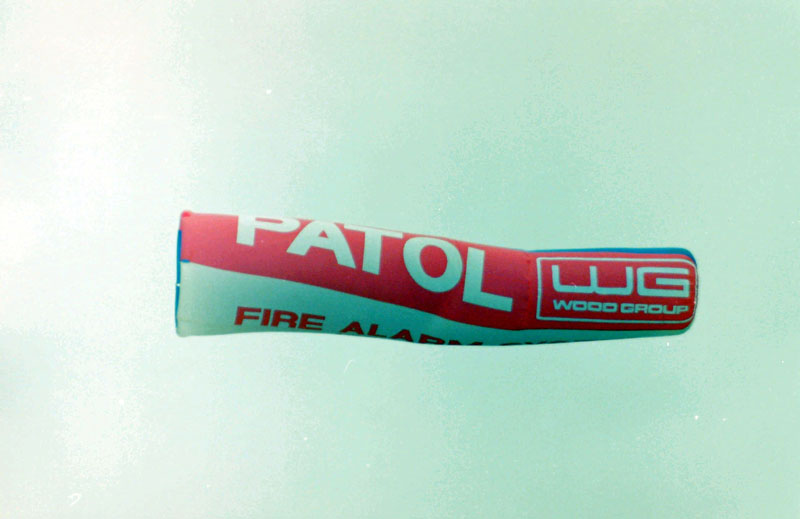 PATOL
FIRE ALARM
WG
WOOD GROUP